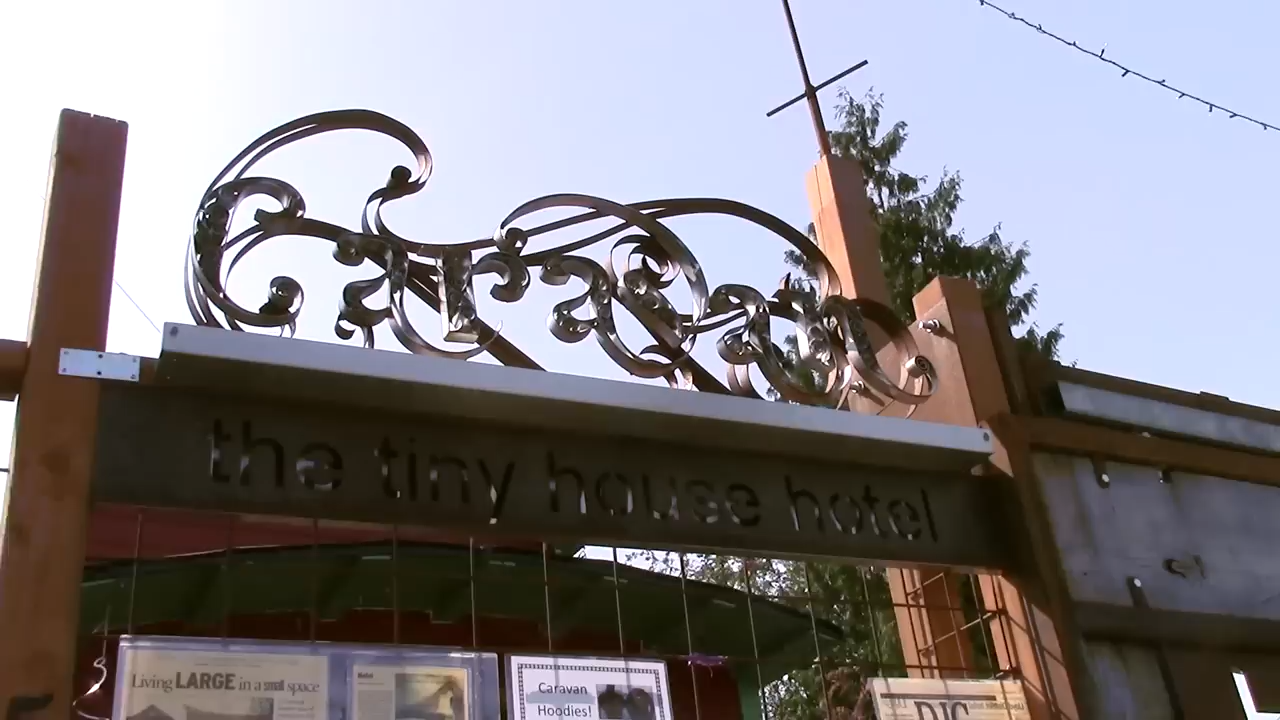 Caravan
the tiny house hotel
Living LARGE in a small space
Caravan
Hoodies!